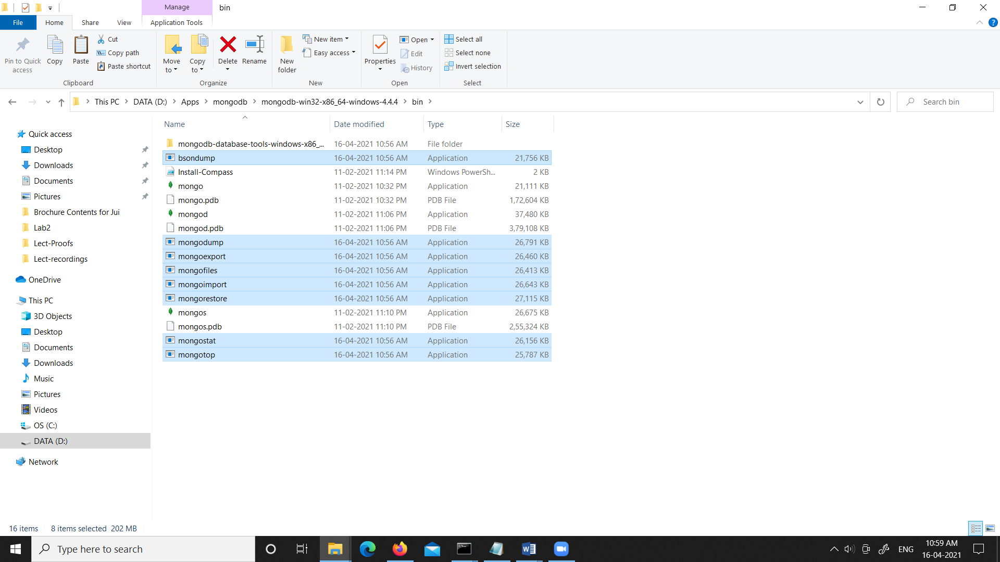 Manage
bin
File
Home
Share
View
Application Tools
Pin to Quick
access
Copy
Paste
Cut
Copy path
Paste shortcut
Clipboard
Move
to
Copy
to
Delete
Rename
Organize
New
folder
New item
Easy access
New
Properties
Open
Edit
History
Open
Select all
Select none
Invert selection
Select
This PC
DATA (D:)
Apps
mongodb
mongodb-win32-x86_64-windows-4.4.4
bin
Search bin
Quick access
Desktop
Downloads
Documents
Pictures
Brochure Contents for Jui
Lab2
Lect-Proofs
Lect-recordings
OneDrive
This PC
3D Objects
Desktop
Documents
Downloads
Music
Pictures
Videos
OS (C:)
DATA (D:)
Network
Name Date modified Type Size
mongodb-database-tools-windows-x86_... 16-04-2021 10:56 AM File folder
bsondump 16-04-2021 10:56 AM Application 21,756 KB
Install-Compass 11-02-2021 11:14 PM Windows PowerSh... 2 KB
mongo 11-02-2021 10:32 PM Application 21,111 KB
mongo.pdb 11-02-2021 10:32 PM PDB File 1,72,604 KB
mongod 11-02-2021 11:06 PM Application 37,480 KB
mongod.pdb 11-02-2021 11:06 PM PDB File 3,79,108 KB
mongodump 16-04-2021 10:56 AM Application 26,791 KB
mongoexport 16-04-2021 10:56 AM Application 26,460 KB
mongofiles 16-04-2021 10:56 AM Application 26,413 KB
mongoimport 16-04-2021 10:56 AM Application 26,643 KB
mongorestore 16-04-2021 10:56 AM Application 27,115 KB
mongos 11-02-2021 11:10 PM Application 26,675 KB
mongos.pdb 11-02-2021 11:10 PM PDB File 2,55,324 KB
mongostat 16-04-2021 10:56 AM Application 26,156 KB
mongotop 16-04-2021 10:56 AM Application 25,787 KB
16 items 8 items selected 202 MB
Type here to search
ENG
10:59 AM
16-04-2021